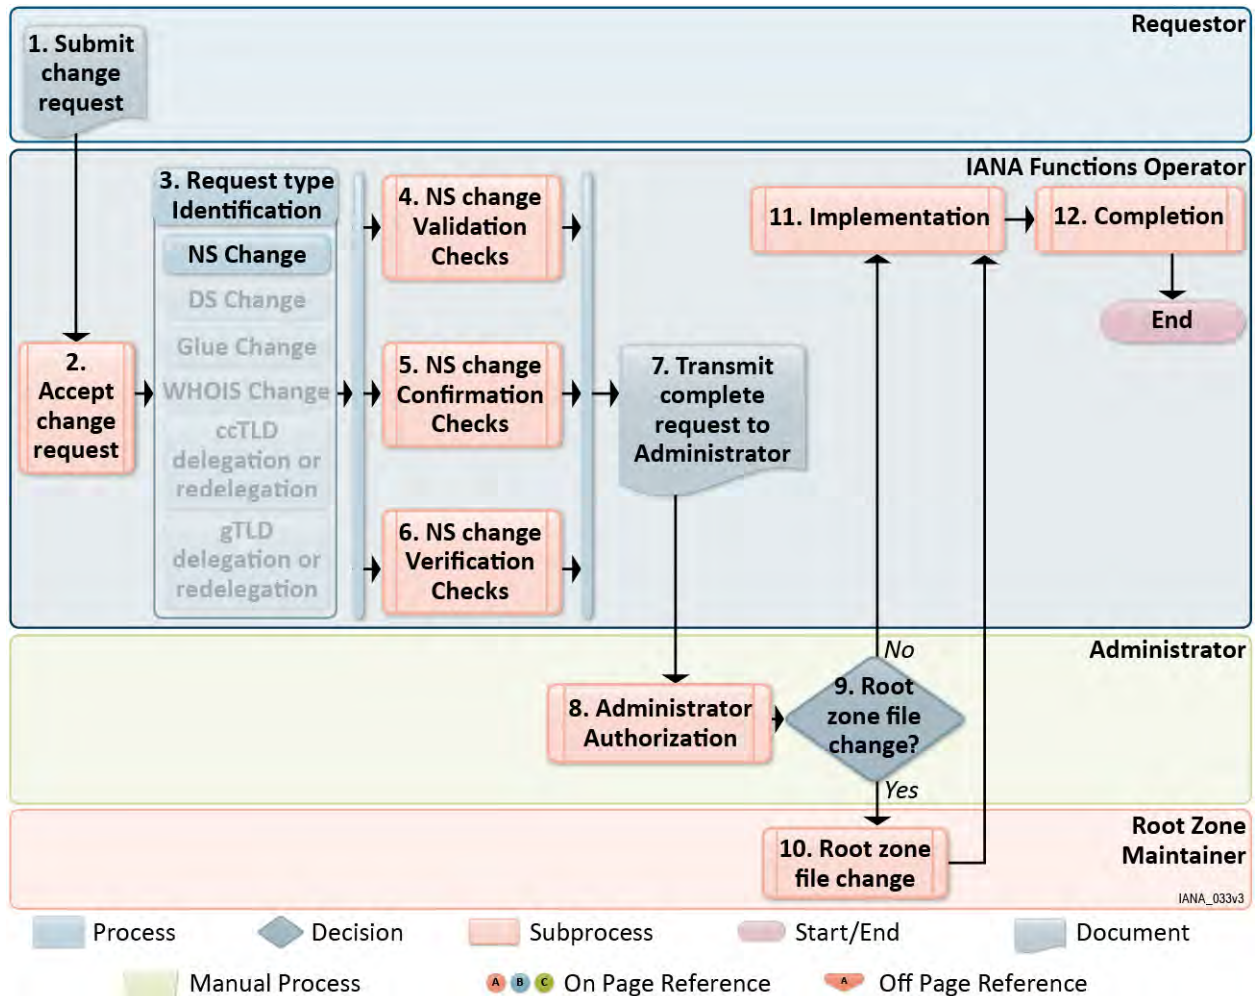 Requestor
1. Submit
change
request
IANA Functions Operator
2.
Accept
change
request
3. Request type
Identification
NS Change
DS Change
Glue Change
WHOIS Change
ccTLD
delegation or
redelegation
gTLD
delegation or
redelegation
4. NS change
Validation
Checks
5. NS change
Confirmation
Checks
6. NS change
Verification
Checks
7. Transmit
complete
request to
Administrator
11. Implementation
12. Completion
End
Administrator
8. Administrator
Authorization
No
9. Root
zone file
change?
Yes
Root Zone
Maintainer
10. Root zone
file change
IANA_033v3
Process
Decision
Subprocess
Start/End
Document
Manual Process
A B C On Page Reference
A Off Page Reference